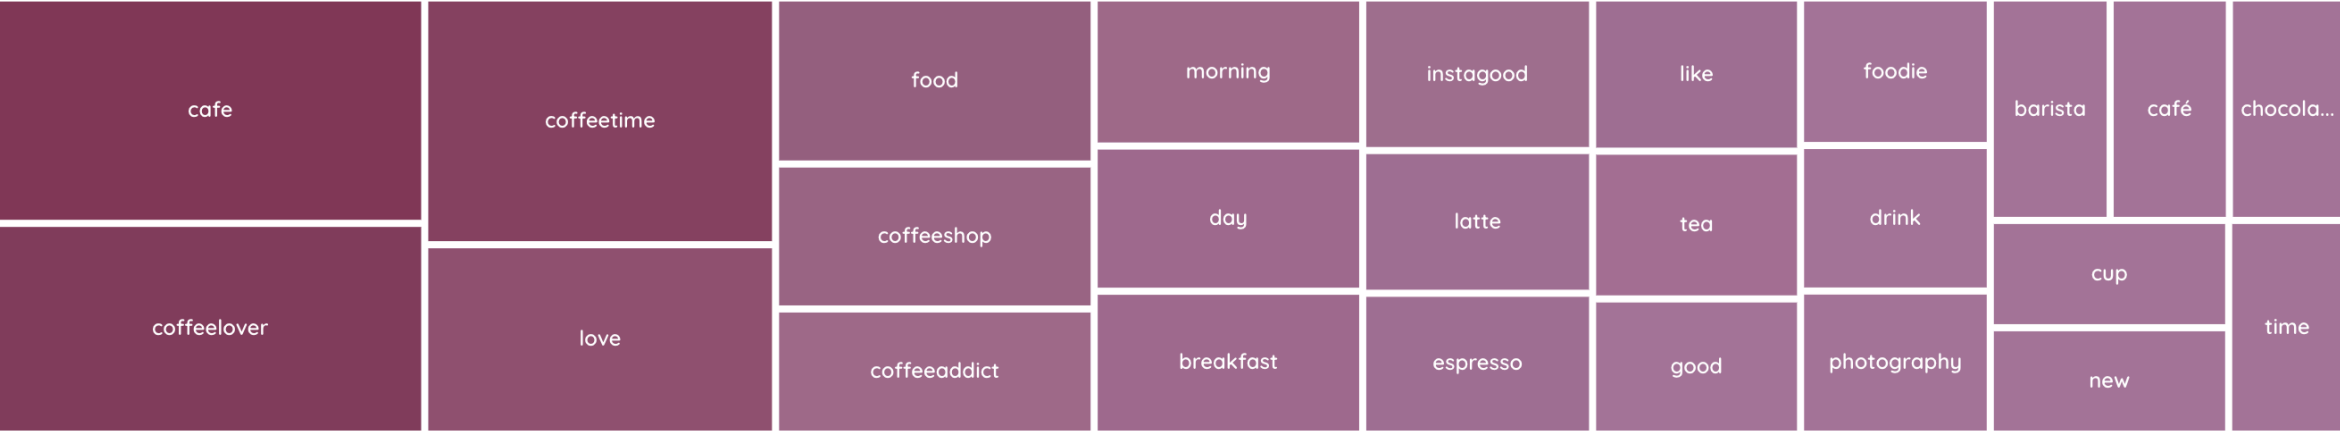 cafe
coffeelover
coffeetime
love
food
coffeeshop
coffeeaddict
morning
day
breakfast
instagood
latte
espresso
like
tea
good
foodie
drink
photography
barista
café
chocola...
cup
new
time